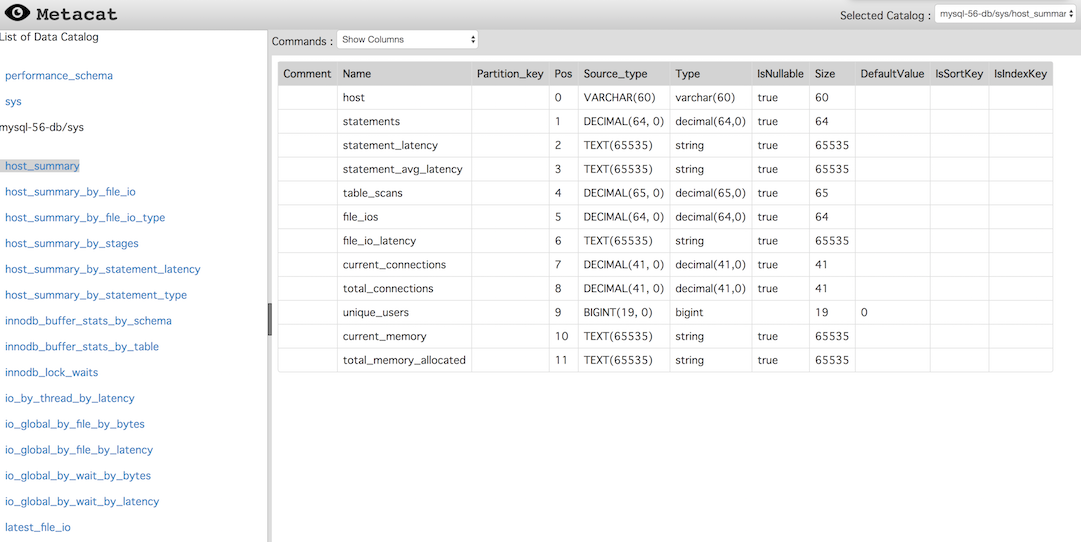 Metacat
Selected Catalog : mysql-56-db/sys/host_summar
List of Data Catalog
performance_schema
sys
mysql-56-db/sys
host_summary
host_summary_by_file_io
host_summary_by_file_io_type
host_summary_by_stages
host_summary_by_statement_latency
host_summary_by_statement_type
innodb_buffer_stats_by_schema
innodb_buffer_stats_by_table
innodb_lock_waits
io_by_thread_by_latency
io_global_by_file_by_bytes
io_global_by_file_by_latency
io_global_by_wait_by_bytes
io_global_by_wait_by_latency
latest_file_io
Commands : Show Columns
Comment Name Partition_key Pos Source_type Type IsNullable Size DefaultValue IsSortKey IsIndexKey
host 0 VARCHAR(60) varchar(60) true 60
statements 1 DECIMAL(64, 0) decimal(64,0) true 64
statement_latency 2 TEXT(65535) string true 65535
statement_avg_latency 3 TEXT(65535) string true 65535
table_scans 4 DECIMAL(65, 0) decimal(65,0) true 65
file_ios 5 DECIMAL(64, 0) decimal(64,0) true 64
file_io_latency 6 TEXT(65535) string true 65535
current_connections 7 DECIMAL(41, 0) decimal(41,0) true 41
total_connections 8 DECIMAL(41, 0) decimal(41,0) true 41
unique_users 9 BIGINT(19, 0) bigint 19 0
current_memory 10 TEXT(65535) string true 65535
total_memory_allocated 11 TEXT(65535) string true 65535